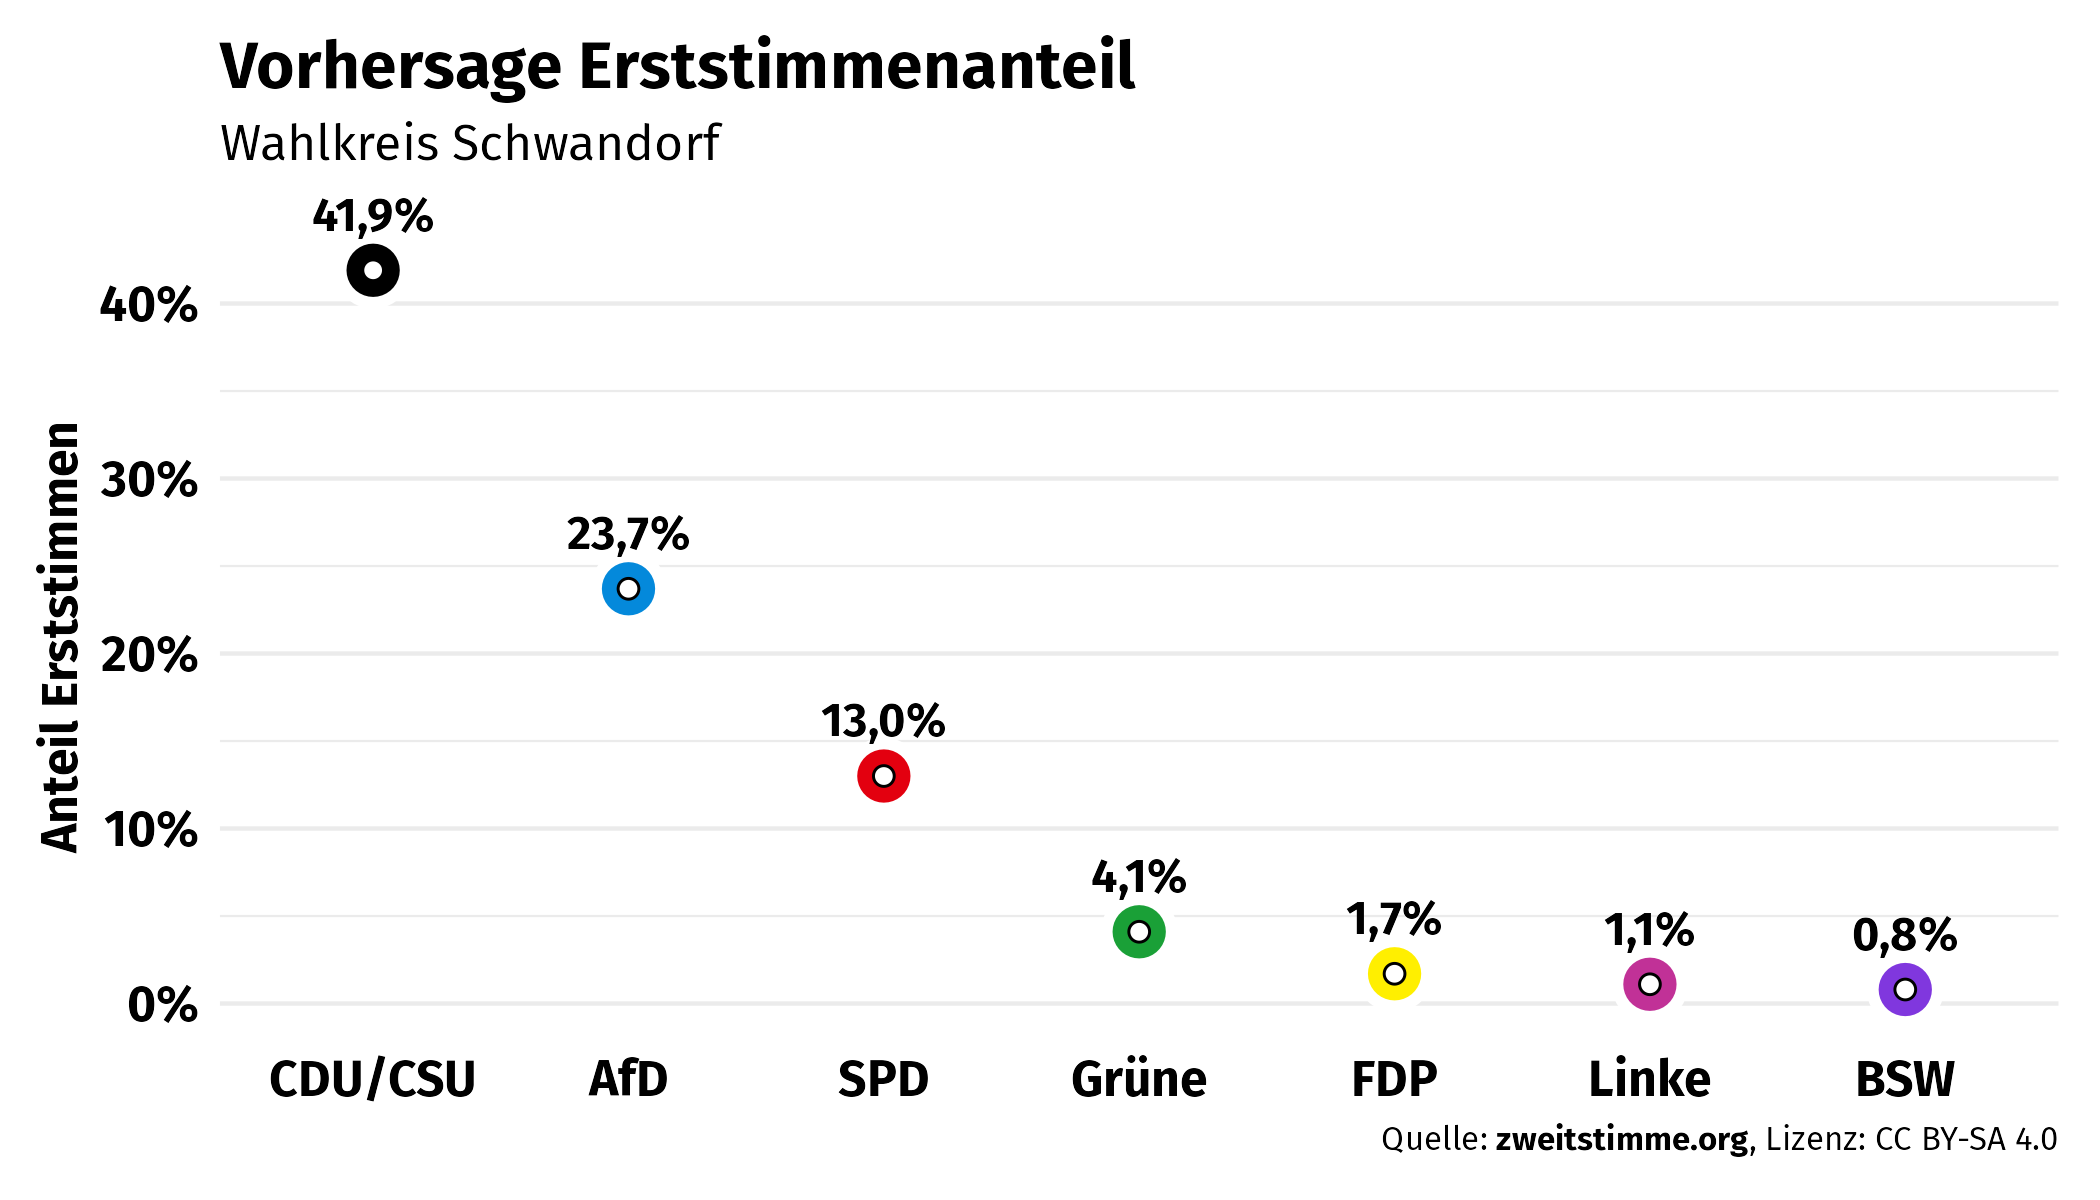 Vorhersage Erststimmenanteil
Wahlkreis Schwandorf
Anteil Erststimmen
40%
30%
20%
10%
0%
41,9%
23,7%
13,0%
4,1%
1,7%
1,1%
0,8%
CDU/CSU AfD SPD Grüne FDP Linke BSW
Quelle: zweitstimme.org, Lizenz: CC BY-SA 4.0